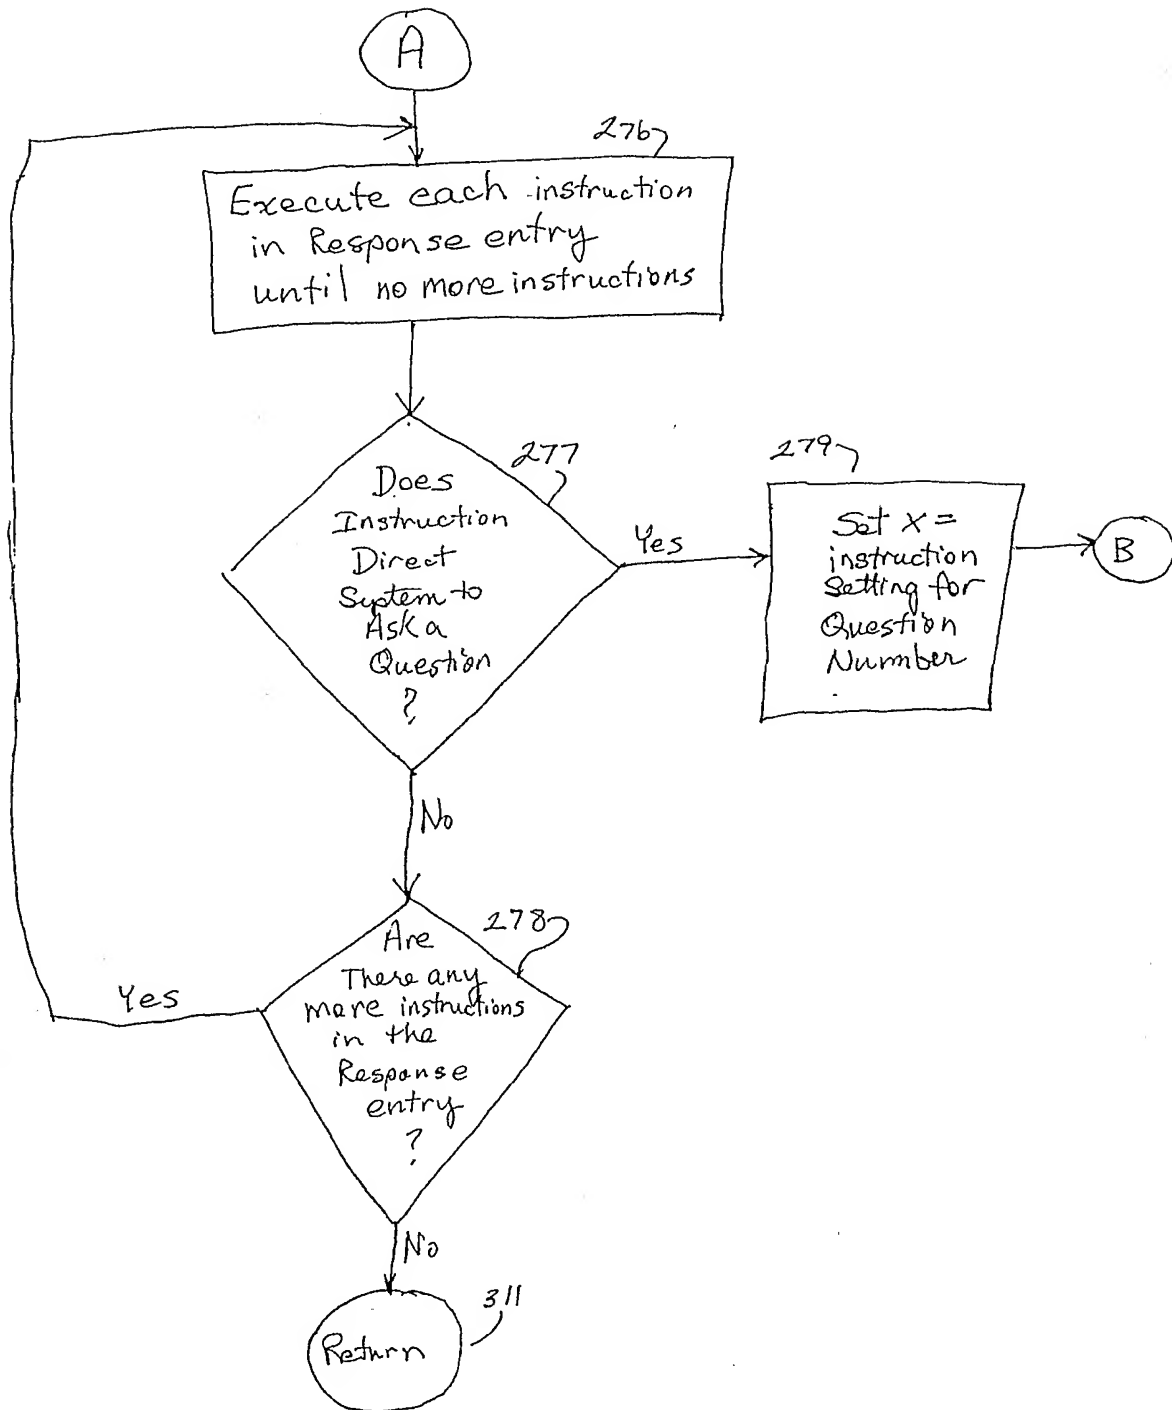 A
276
Execute each instruction
in Response entry
until no more instructions
277
Does
Instruction
Direct
System to
Ask a
Question
?
Yes
279
Set X =
instruction
Setting for
Question
Number
B
No
278
Are
There any
more instructions
in the
Response
entry
?
Yes
No
Return
311